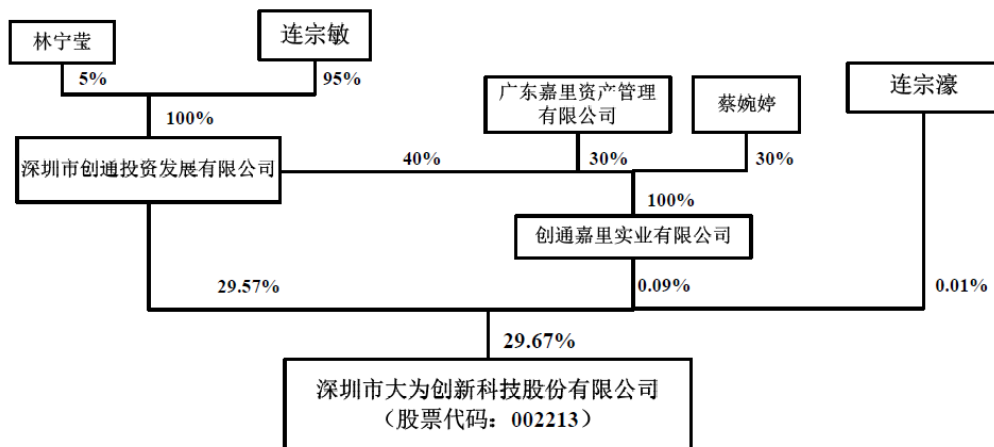 林宁莹
连宗敏
5%
95%
100%
广东嘉里资产管理
有限公司
蔡婉婷
连宗濠
深圳市创通投资发展有限公司
40%
30%
30%
100%
创通嘉里实业有限公司
29.57%
0.09%
0.01%
29.67%
深圳市大为创新科技股份有限公司
（股票代码：002213）